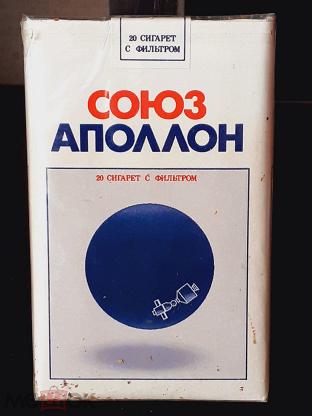 20 СИГАРЕТ
С ФИЛЬТРОМ
СОЮЗ
АПОЛЛОН
20 СИГАРЕТ С ФИЛЬТРОМ